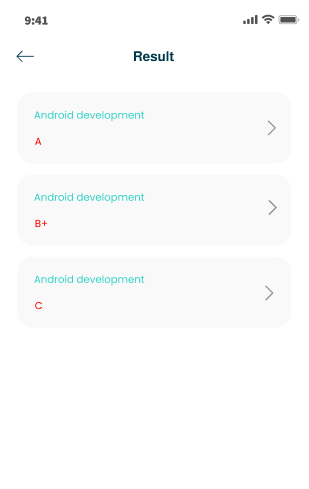 9:41
Result
Android development
A
Android development
B+
Android development
C